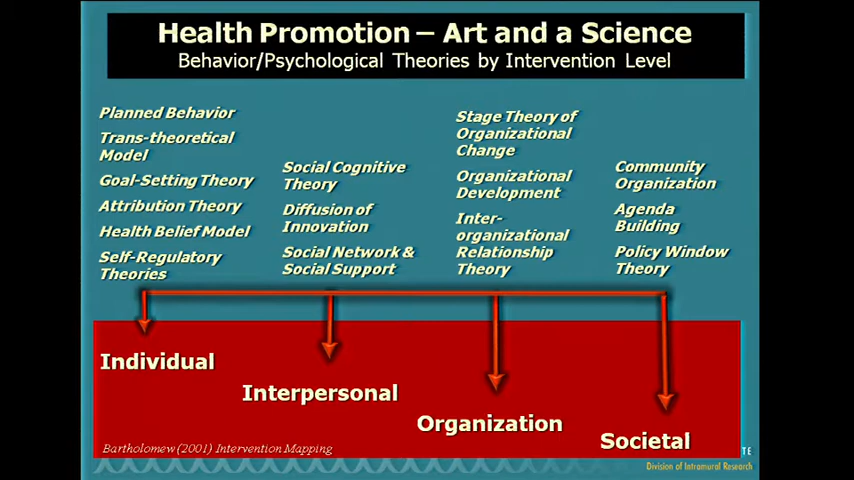 Health Promotion – Art and a Science
Behavior/Psychological Theories by Intervention Level
Planned Behavior
Trans-theoretical
Model
Goal-Setting Theory
Attribution Theory
Health Belief Model
Self-Regulatory
Theories
Social Cognitive
Theory
Diffusion of
Innovation
Social Network &
Social Support
Stage Theory of
Organizational
Change
Organizational
Development
Inter-
organizational
Relationship
Theory
Community
Organization
Agenda
Building
Policy Window
Theory
Individual
Interpersonal
Organization
Societal
Bartholomew (2001) Intervention Mapping
TE
Division of Intramural Research